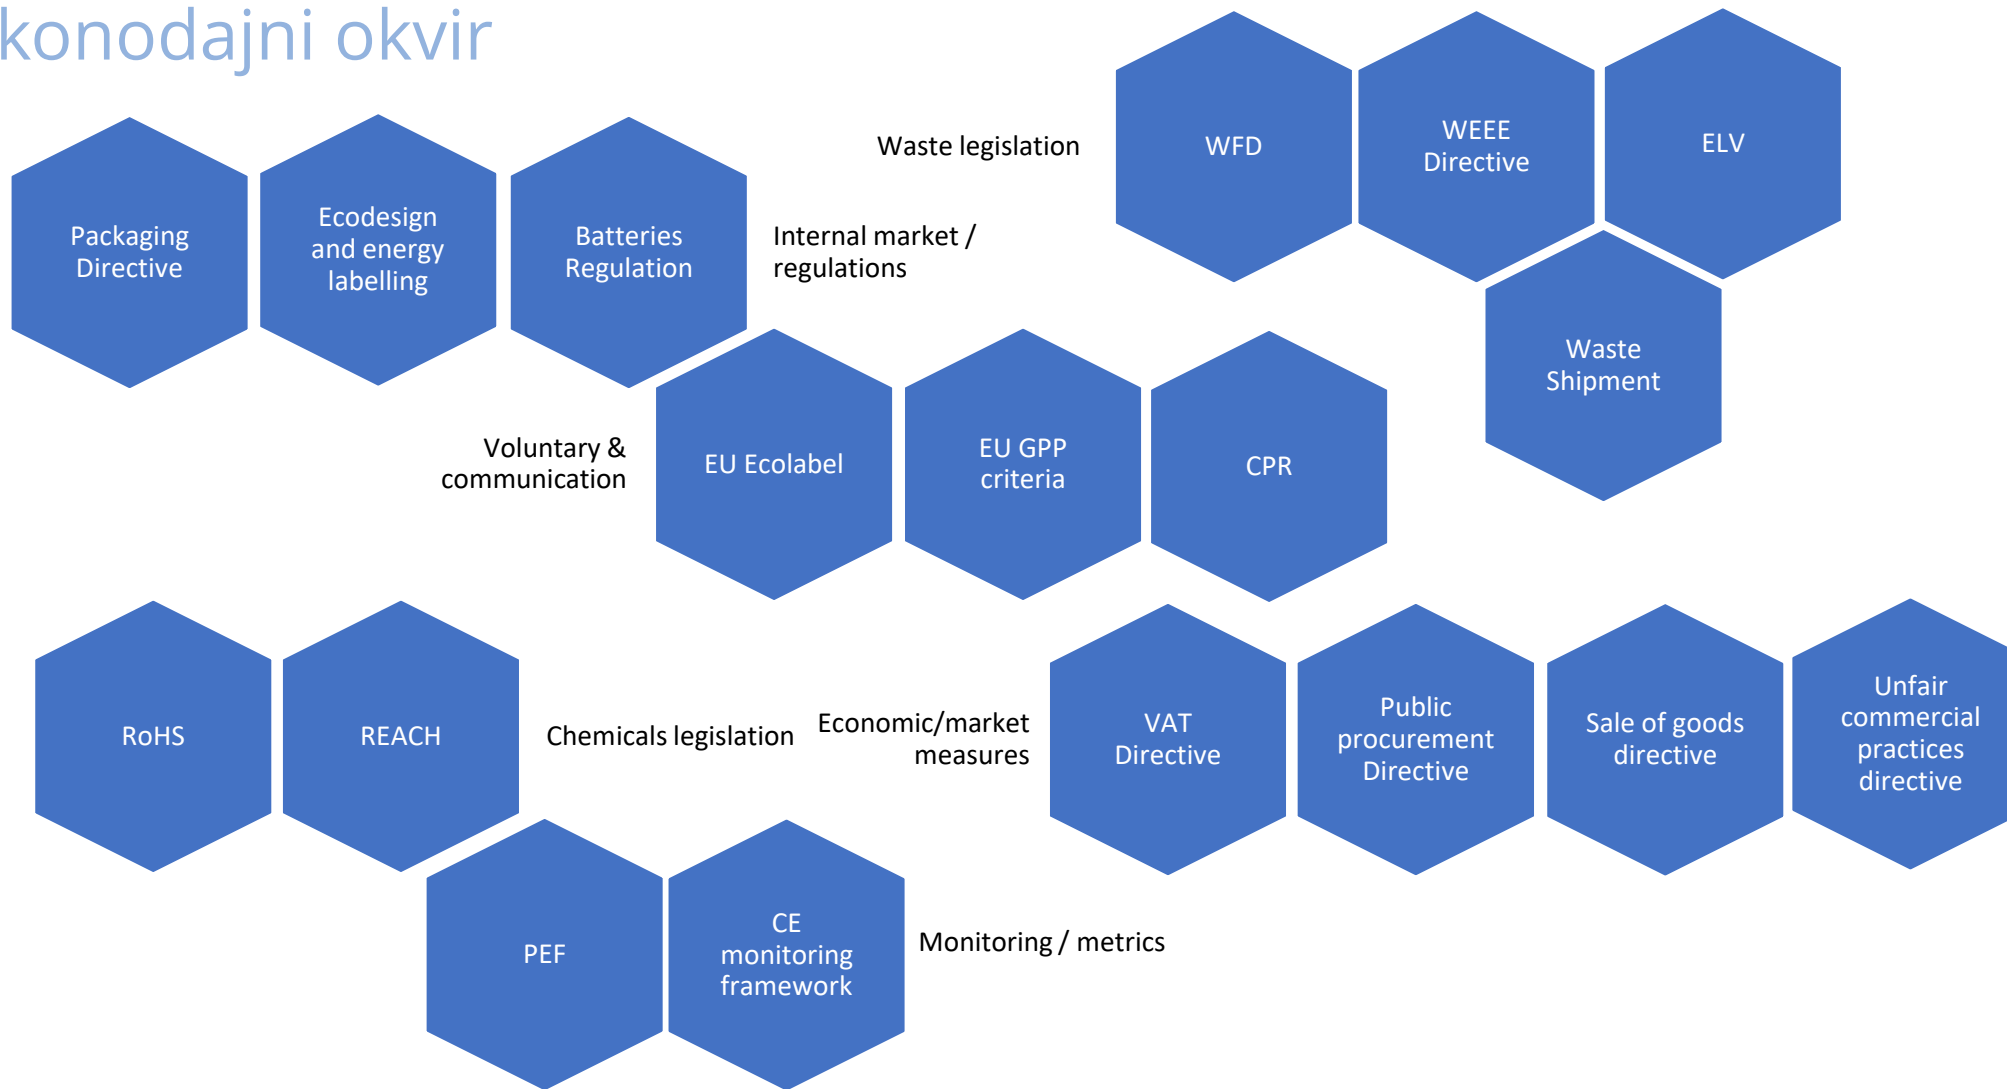 konodajni okvir
Waste legislation
WFD
WEEE
Directive
ELV
Packaging
Directive
Ecodesign
and energy
labelling
Batteries
Regulation
Internal market /
regulations
Waste
Shipment
Voluntary &
communication
EU Ecolabel
EU GPP
criteria
CPR
RoHS
REACH
Chemicals legislation
Economic/market
measures
VAT
Directive
Public
procurement
Directive
Sale of goods
directive
Unfair
commercial
practices
directive
PEF
CE
monitoring
framework
Monitoring / metrics